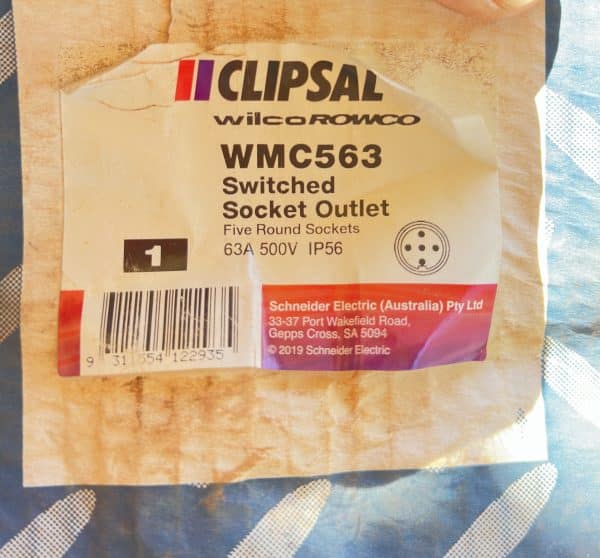 CLIPSAL
wilcoROWCO
WMC563
Switched
Socket Outlet
Five Round Sockets
63A 500V IP56
1
Schneider Electric (Australia) Pty Ltd
33-37 Port Wakefield Road,
Gepps Cross, SA 5094
© 2019 Schneider Electric
9 31 554 122935